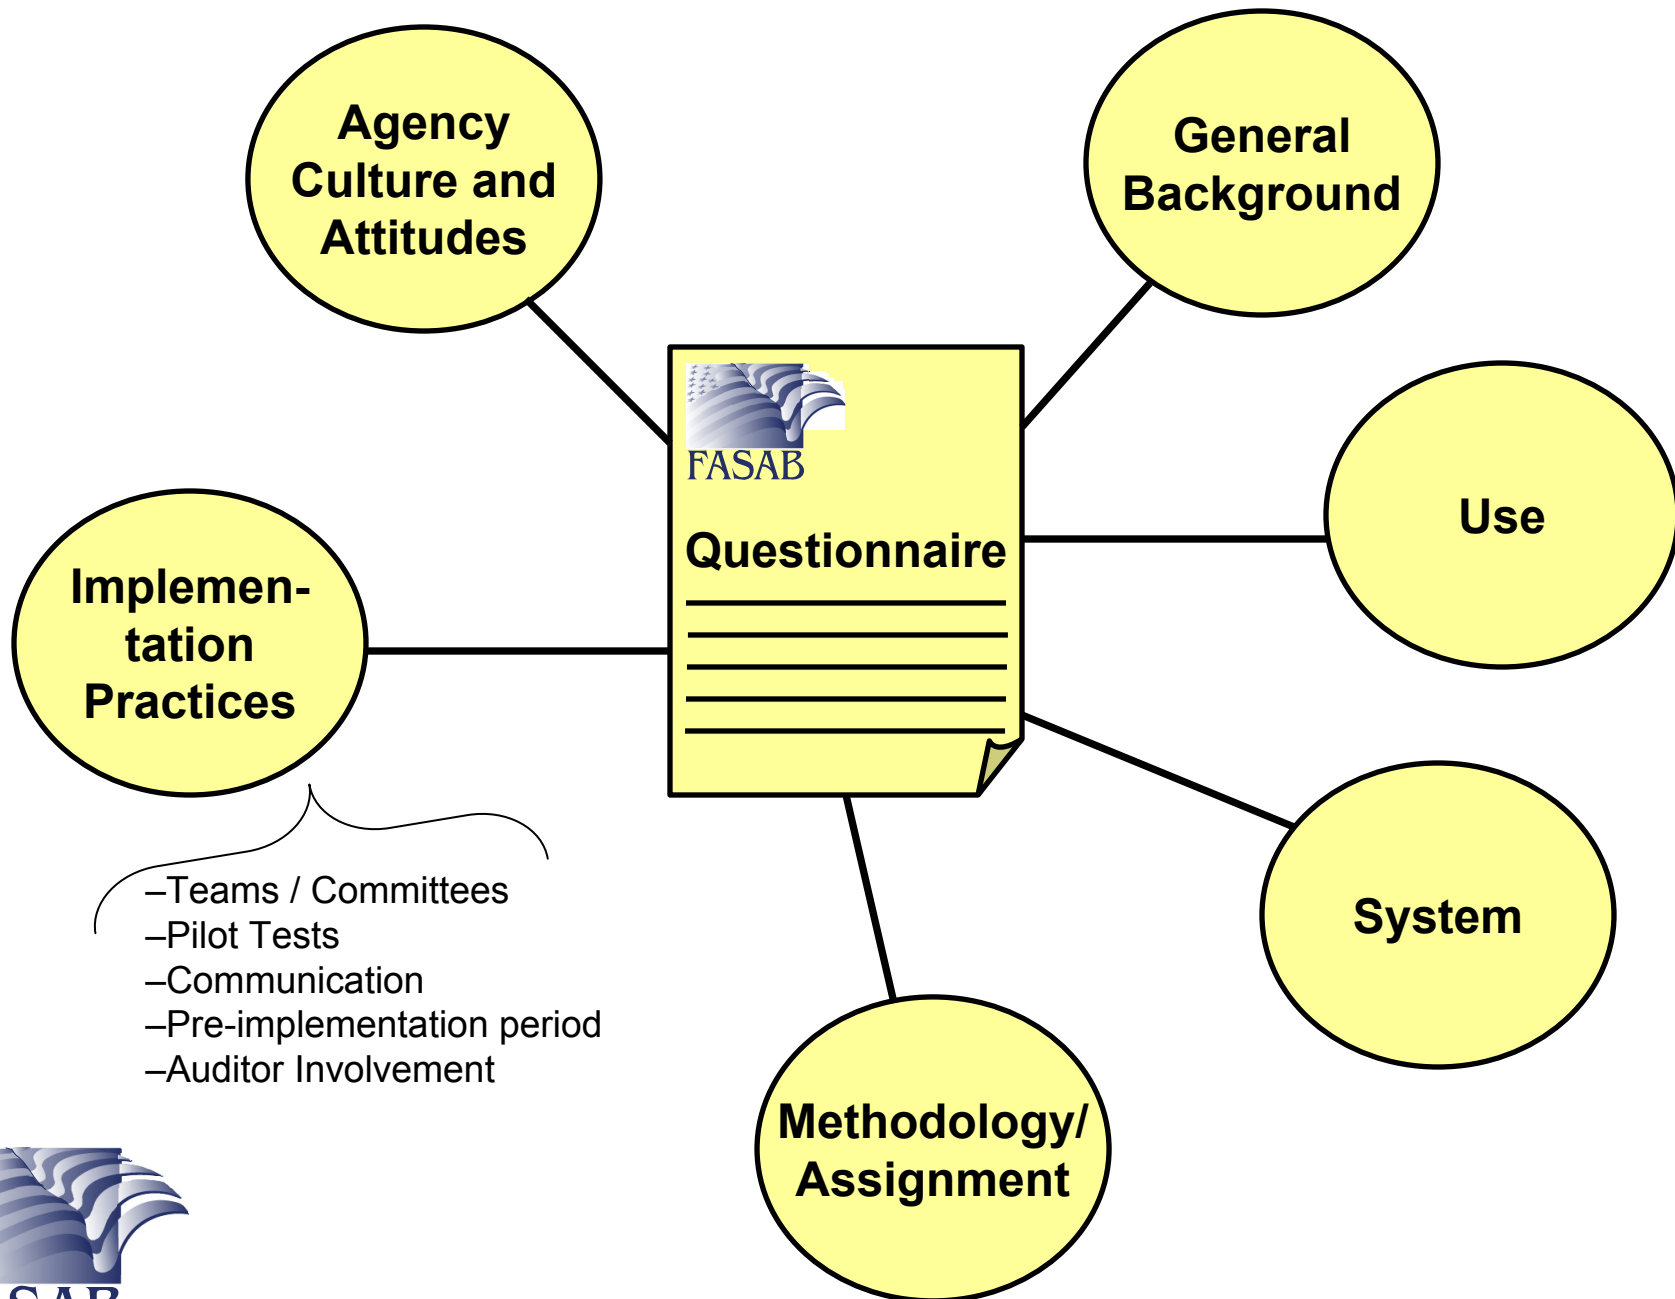 Agency
Culture and
Attitudes
General
Background
FASAB
Questionnaire
Use
Implemen-
tation
Practices
–Teams / Committees
–Pilot Tests
–Communication
–Pre-implementation period
–Auditor Involvement
System
Methodology/
Assignment
SAB